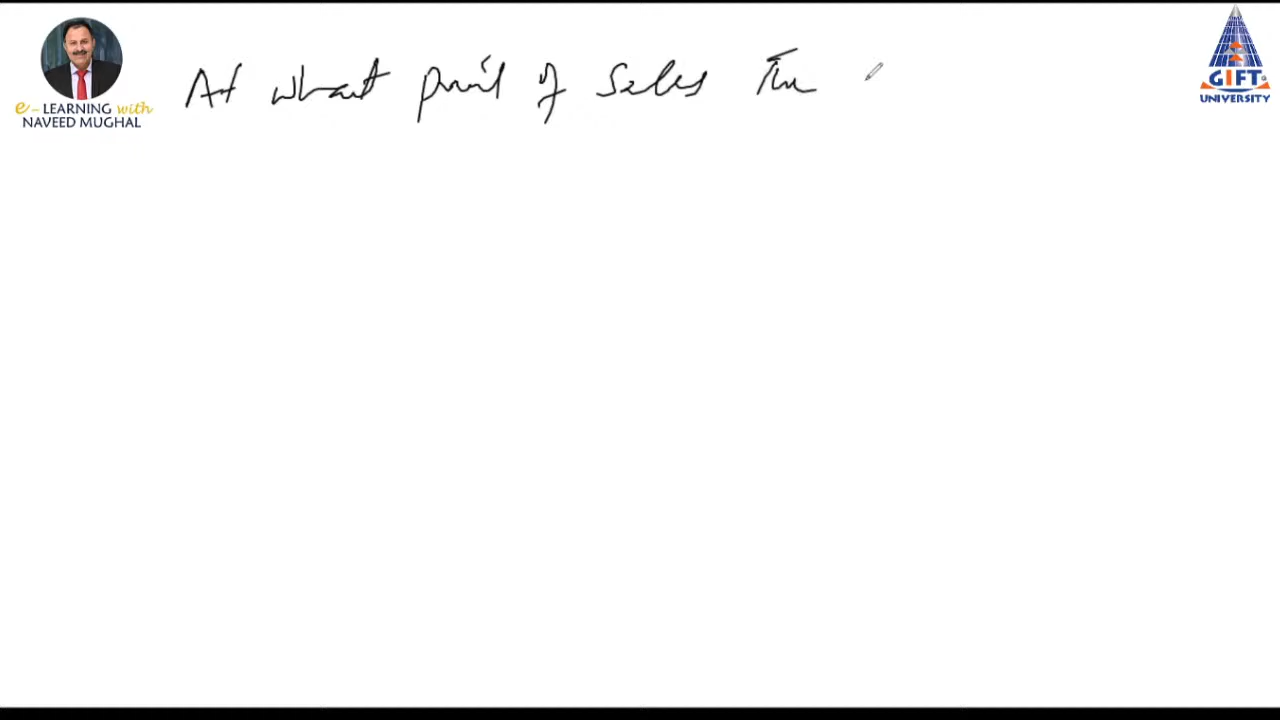 At what point of Sales The
e-LEARNING with
NAVEED MUGHAL
GIFT
UNIVERSITY